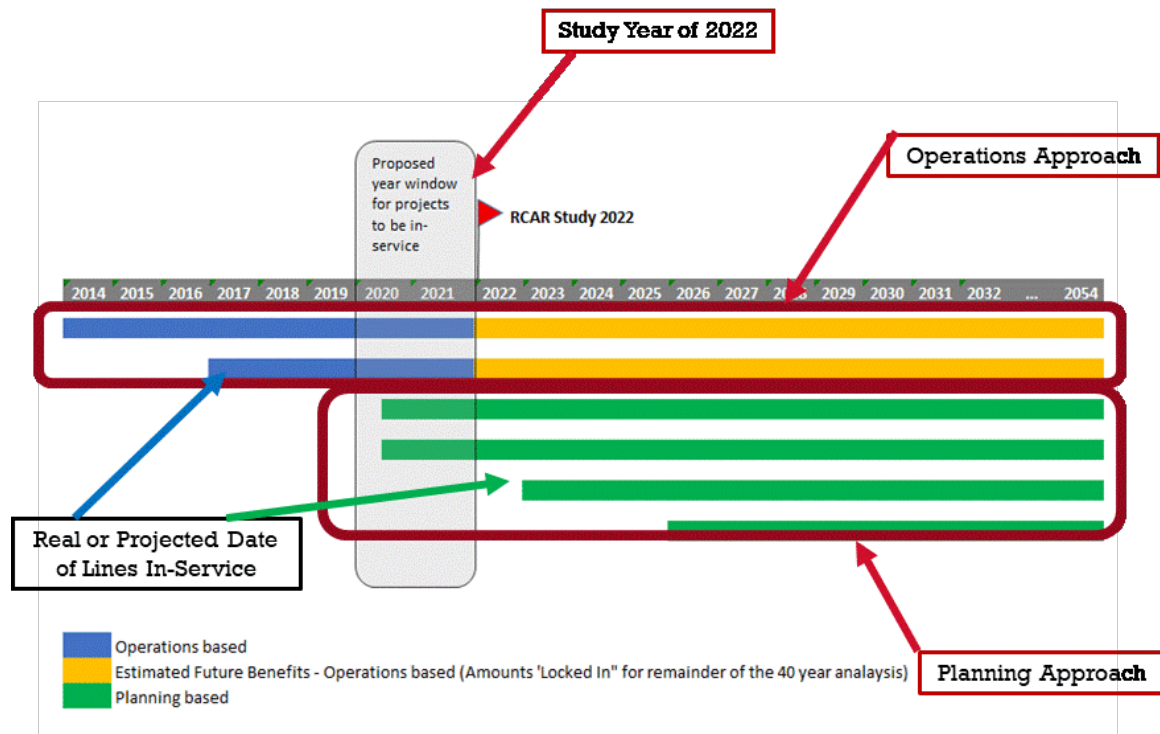 Study Year of 2022
Operations Approach
Proposed
year window
for projects
to be in-
service
RCAR Study 2022
2014 2015 2016 2017 2018 2019 2020 2021 2022 2023 2024 2025 2026 2027 2028 2029 2030 2031 2032 ... 2054
Real or Projected Date
of Lines In-Service
Operations based
Estimated Future Benefits - Operations based (Amounts 'Locked In" for remainder of the 40 year analaysis)
Planning based
Planning Approach